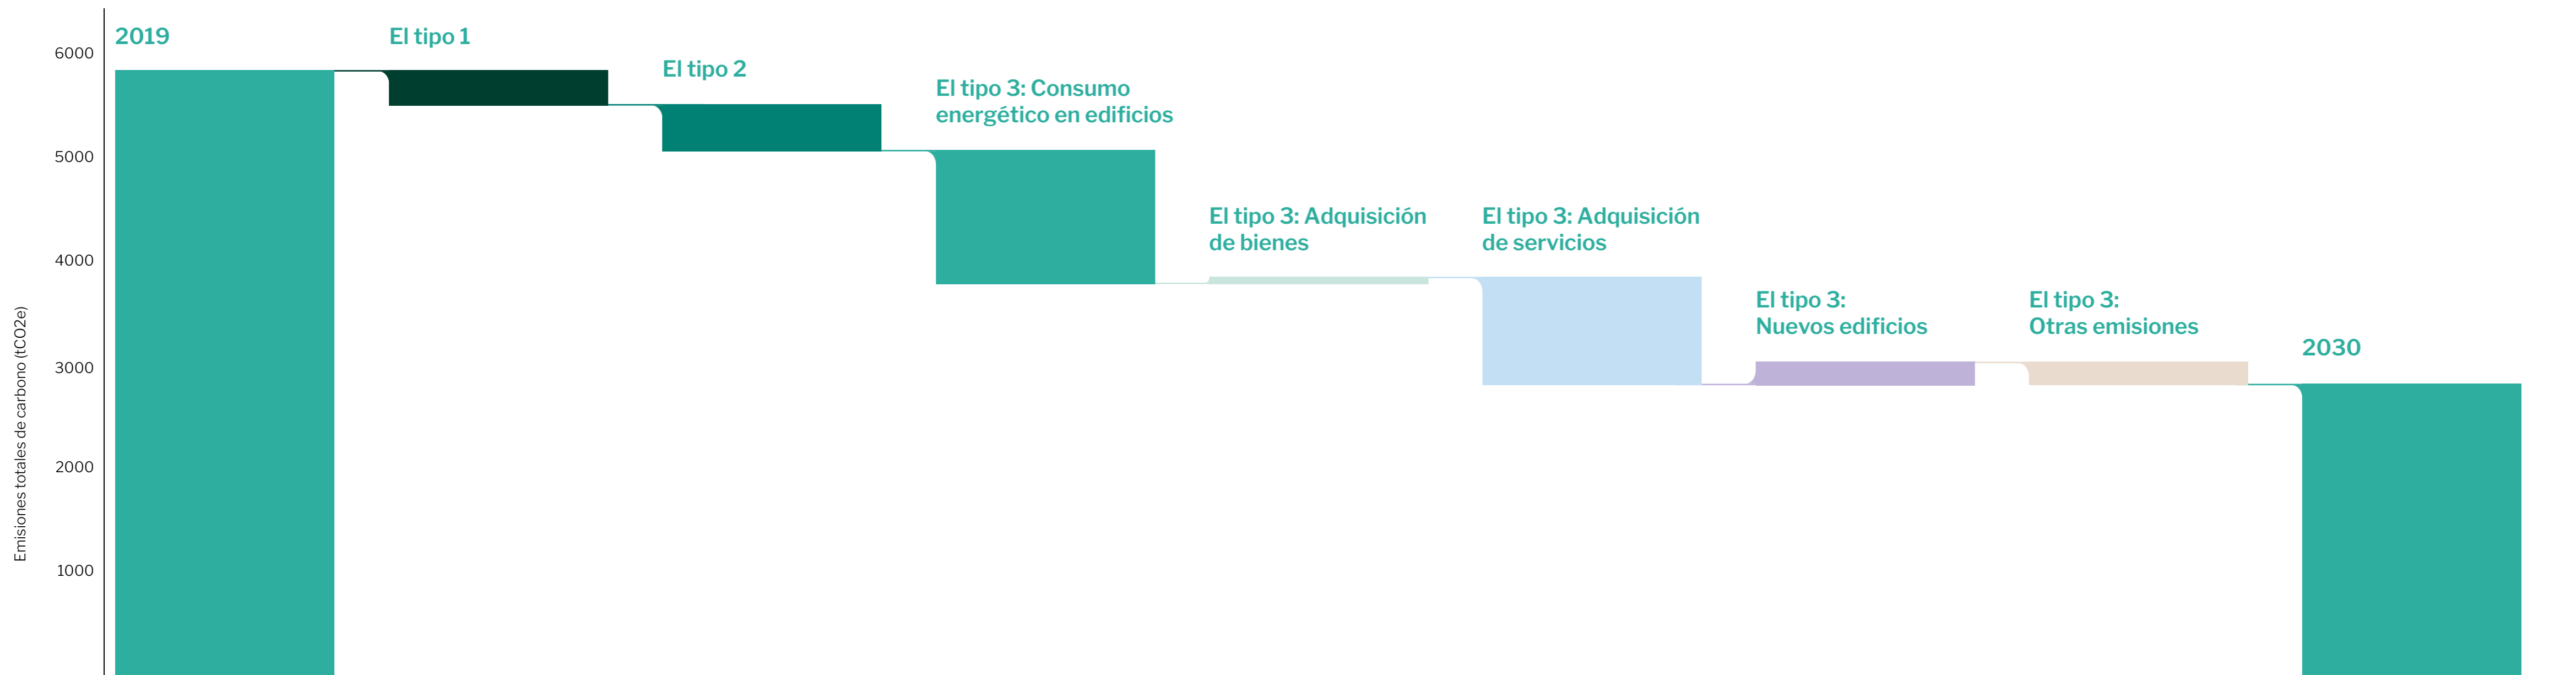 2019
El tipo 1
El tipo 2
El tipo 3: Consumo
energético en edificios
El tipo 3: Adquisición
de bienes
El tipo 3: Adquisición
de servicios
El tipo 3:
Nuevos edificios
El tipo 3:
Otras emisiones
2030
6000
5000
4000
3000
2000
1000
Emisiones totales de carbono (tCO2e)